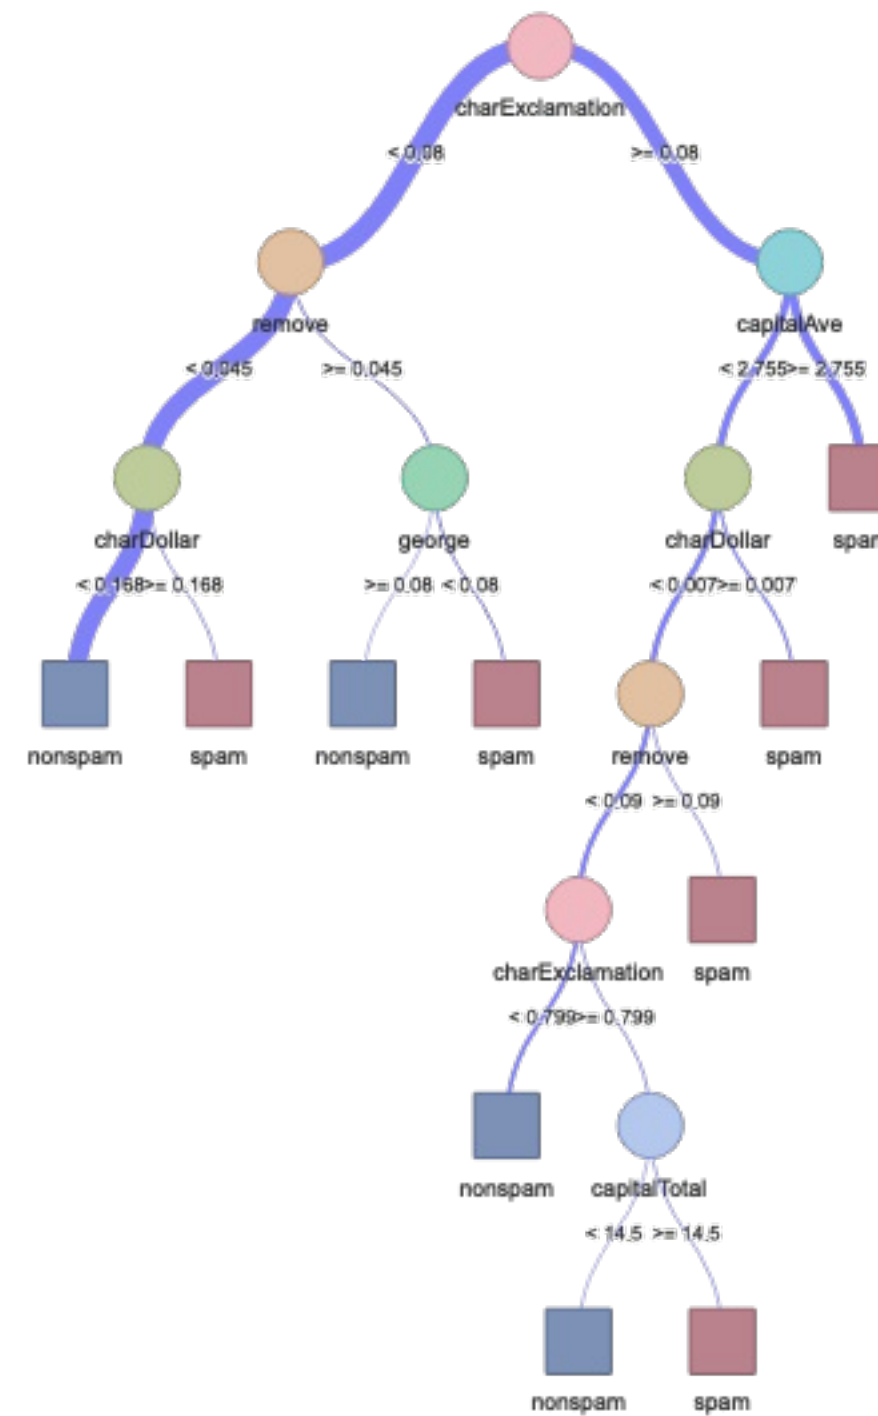 charExclamation
< 0.08 >= 0.08
remove capitalAve
< 0.045 >= 0.045 < 2.755 >= 2.755
charDollar george charDollar spam
< 0.168 >= 0.168 >= 0.08 < 0.08 < 0.007 >= 0.007
nonspam spam nonspam spam remove spam
< 0.09 >= 0.09
charExclamation spam
< 0.799 >= 0.799
nonspam capitalTotal
< 14.5 >= 14.5
nonspam spam